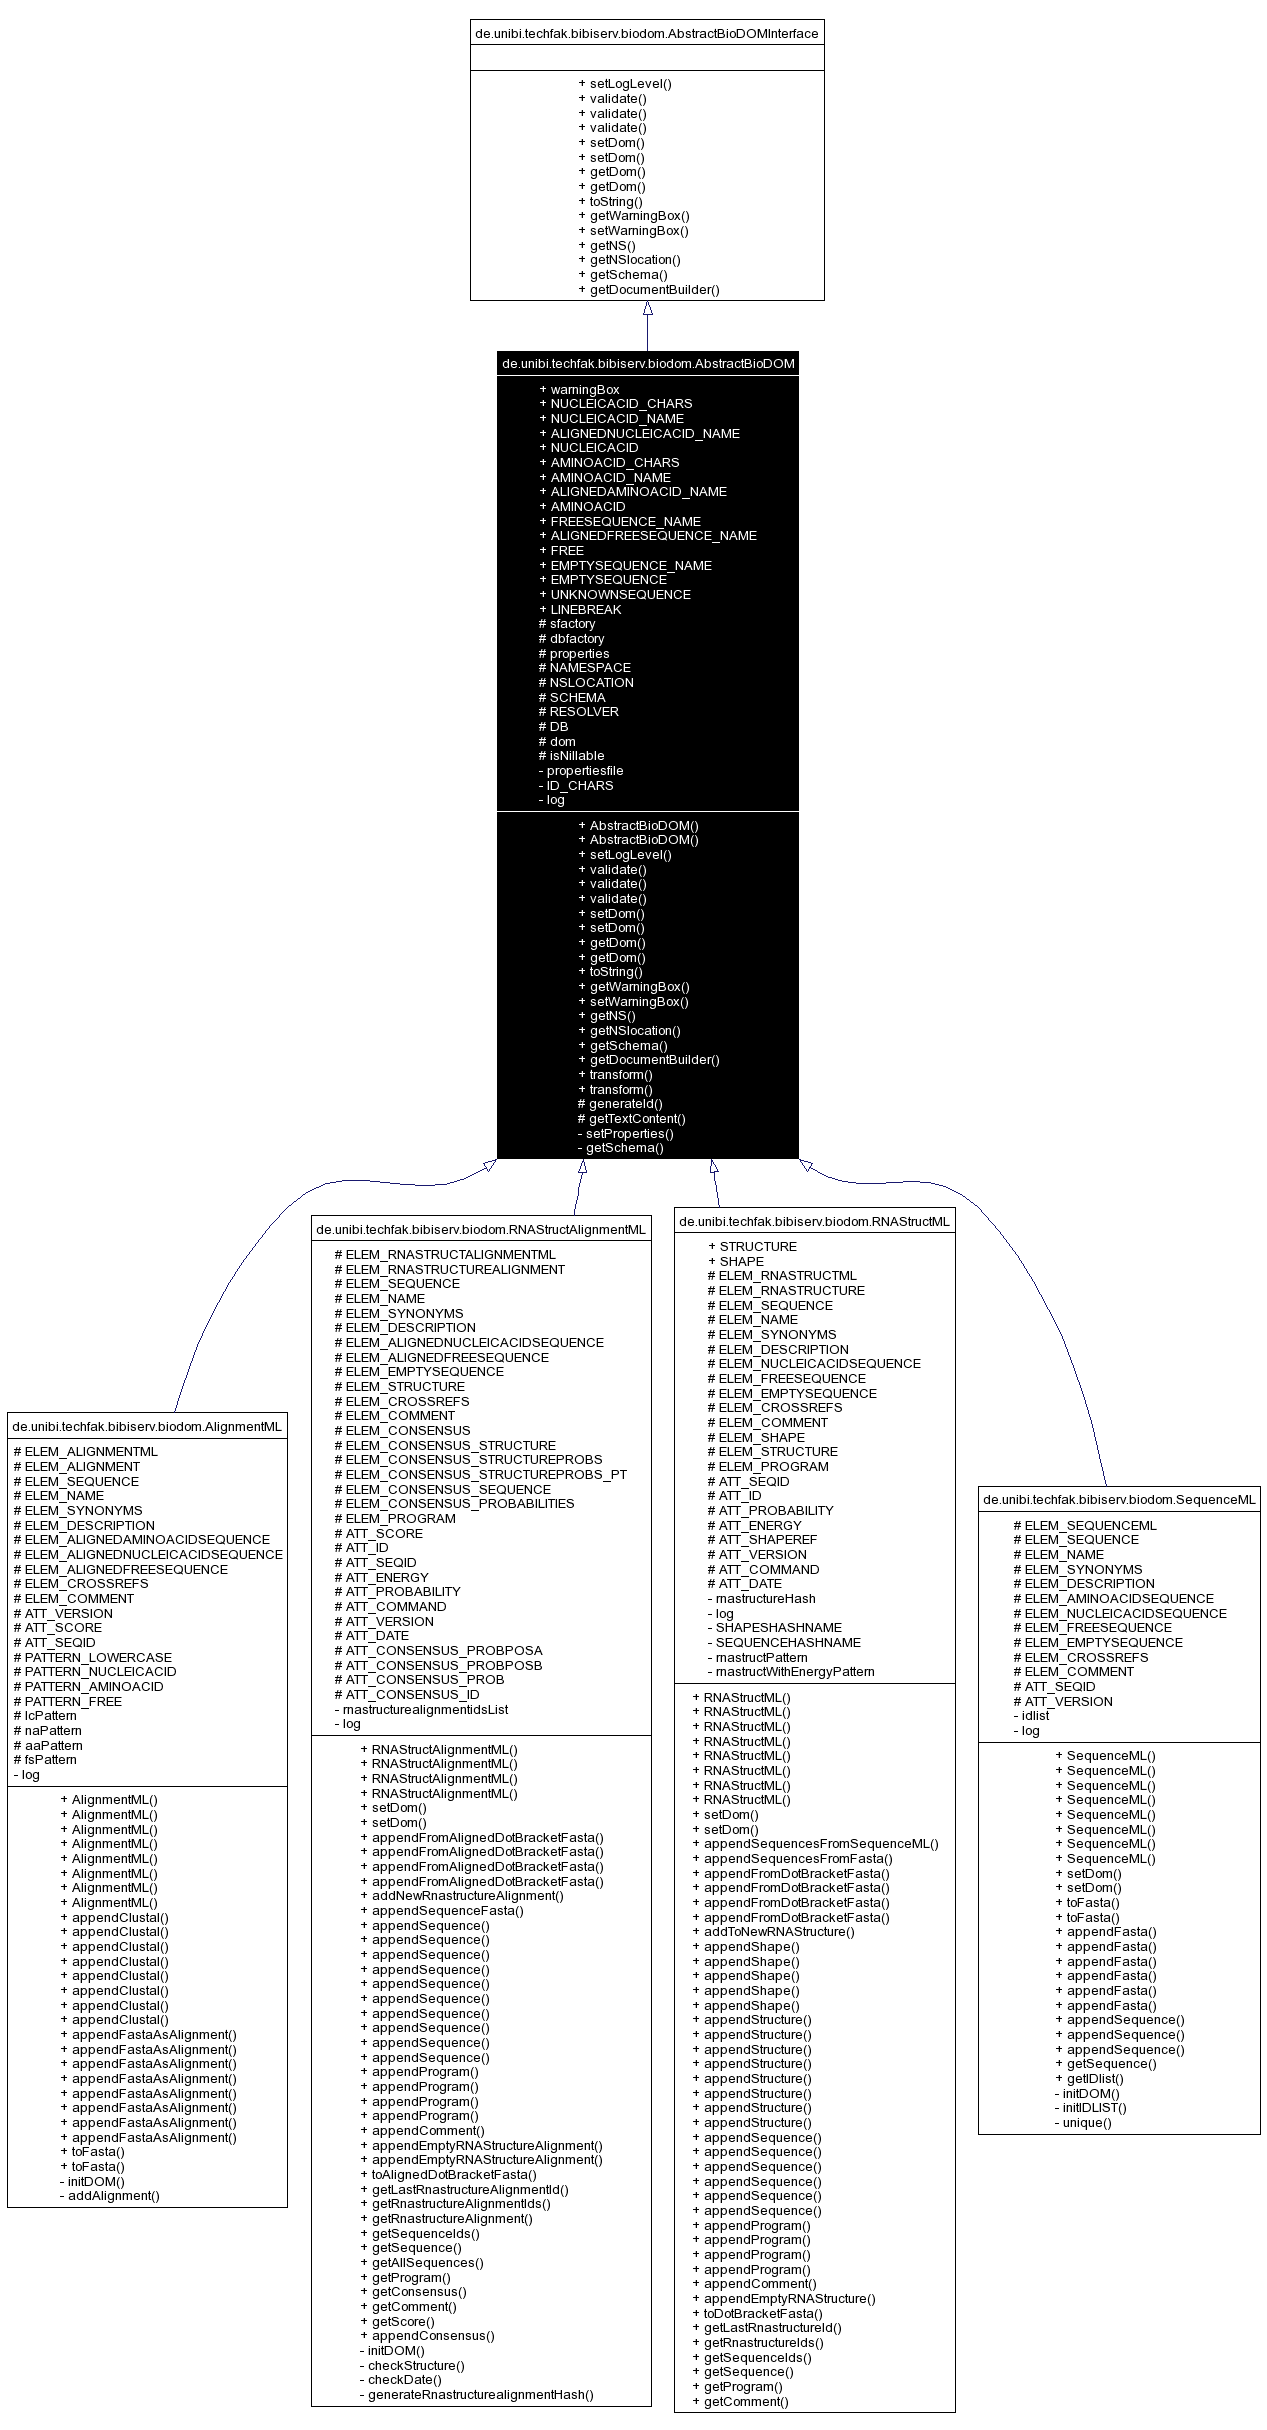 de.unibi.techfak.bibiserv.biodom.AbstractBioDOMInterface
+ setLogLevel()
+ validate()
+ validate()
+ validate()
+ setDom()
+ setDom()
+ getDom()
+ getDom()
+ toString()
+ getWarningBox()
+ setWarningBox()
+ getNS()
+ getNSlocation()
+ getSchema()
+ getDocumentBuilder()
de.unibi.techfak.bibiserv.biodom.AbstractBioDOM
+ warningBox
+ NUCLEICACID_CHARS
+ NUCLEICACID_NAME
+ ALIGNEDNUCLEICACID_NAME
+ NUCLEICACID
+ AMINOACID_CHARS
+ AMINOACID_NAME
+ ALIGNEDAMINOACID_NAME
+ AMINOACID
+ FREESEQUENCE_NAME
+ ALIGNEDFREESEQUENCE_NAME
+ FREE
+ EMPTYSEQUENCE_NAME
+ EMPTYSEQUENCE
+ UNKNOWNSEQUENCE
+ LINEBREAK
# sfactory
# dbfactory
# properties
# NAMESPACE
# NSLOCATION
# SCHEMA
# RESOLVER
# DB
# dom
# isNillable
- propertiesfile
- ID_CHARS
- log
+ AbstractBioDOM()
+ AbstractBioDOM()
+ setLogLevel()
+ validate()
+ validate()
+ validate()
+ setDom()
+ setDom()
+ getDom()
+ getDom()
+ toString()
+ getWarningBox()
+ setWarningBox()
+ getNS()
+ getNSlocation()
+ getSchema()
+ getDocumentBuilder()
+ transform()
+ transform()
# generateId()
# getTextContent()
- setProperties()
- getSchema()
de.unibi.techfak.bibiserv.biodom.AlignmentML
# ELEM_ALIGNMENTML
# ELEM_ALIGNMENT
# ELEM_SEQUENCE
# ELEM_NAME
# ELEM_SYNONYMS
# ELEM_DESCRIPTION
# ELEM_ALIGNEDAMINOACIDSEQUENCE
# ELEM_ALIGNEDNUCLEICACIDSEQUENCE
# ELEM_ALIGNEDFREESEQUENCE
# ELEM_CROSSREFS
# ELEM_COMMENT
# ATT_VERSION
# ATT_SCORE
# ATT_SEQID
# PATTERN_LOWERCASE
# PATTERN_NUCLEICACID
# PATTERN_AMINOACID
# PATTERN_FREE
# lcPattern
# naPattern
# aaPattern
# fsPattern
- log
+ AlignmentML()
+ AlignmentML()
+ AlignmentML()
+ AlignmentML()
+ AlignmentML()
+ AlignmentML()
+ AlignmentML()
+ AlignmentML()
+ appendClustal()
+ appendClustal()
+ appendClustal()
+ appendClustal()
+ appendClustal()
+ appendClustal()
+ appendClustal()
+ appendClustal()
+ appendFastaAsAlignment()
+ appendFastaAsAlignment()
+ appendFastaAsAlignment()
+ appendFastaAsAlignment()
+ appendFastaAsAlignment()
+ appendFastaAsAlignment()
+ appendFastaAsAlignment()
+ appendFastaAsAlignment()
+ toFasta()
+ toFasta()
- initDOM()
- addAlignment()
de.unibi.techfak.bibiserv.biodom.RNAStructAlignmentML
# ELEM_RNASTRUCTALIGNMENTML
# ELEM_RNASTRUCTUREALIGNMENT
# ELEM_SEQUENCE
# ELEM_NAME
# ELEM_SYNONYMS
# ELEM_DESCRIPTION
# ELEM_ALIGNEDNUCLEICACIDSEQUENCE
# ELEM_ALIGNEDFREESEQUENCE
# ELEM_EMPTYSEQUENCE
# ELEM_STRUCTURE
# ELEM_CROSSREFS
# ELEM_COMMENT
# ELEM_CONSENSUS
# ELEM_CONSENSUS_STRUCTURE
# ELEM_CONSENSUS_STRUCTUREPROBS
# ELEM_CONSENSUS_STRUCTUREPROBS_PT
# ELEM_CONSENSUS_SEQUENCE
# ELEM_CONSENSUS_PROBABILITIES
# ELEM_PROGRAM
# ATT_SCORE
# ATT_ID
# ATT_SEQID
# ATT_ENERGY
# ATT_PROBABILITY
# ATT_COMMAND
# ATT_VERSION
# ATT_DATE
# ATT_CONSENSUS_PROBPOSA
# ATT_CONSENSUS_PROBPOSB
# ATT_CONSENSUS_PROB
# ATT_CONSENSUS_ID
- rnastructurealignmentidsList
- log
+ RNAStructAlignmentML()
+ RNAStructAlignmentML()
+ RNAStructAlignmentML()
+ RNAStructAlignmentML()
+ setDom()
+ setDom()
+ appendFromAlignedDotBracketFasta()
+ appendFromAlignedDotBracketFasta()
+ appendFromAlignedDotBracketFasta()
+ appendFromAlignedDotBracketFasta()
+ addNewRnastructureAlignment()
+ appendSequenceFasta()
+ appendSequence()
+ appendSequence()
+ appendSequence()
+ appendSequence()
+ appendSequence()
+ appendSequence()
+ appendSequence()
+ appendSequence()
+ appendSequence()
+ appendSequence()
+ appendProgram()
+ appendProgram()
+ appendProgram()
+ appendProgram()
+ appendComment()
+ appendEmptyRNAStructureAlignment()
+ appendEmptyRNAStructureAlignment()
+ toAlignedDotBracketFasta()
+ getLastRnastructureAlignmentId()
+ getRnastructureAlignmentIds()
+ getRnastructureAlignment()
+ getSequenceIds()
+ getSequence()
+ getAllSequences()
+ getProgram()
+ getConsensus()
+ getComment()
+ getScore()
+ appendConsensus()
- initDOM()
- checkStructure()
- checkDate()
- generateRnastructurealignmentHash()
de.unibi.techfak.bibiserv.biodom.RNAStructML
+ STRUCTURE
+ SHAPE
# ELEM_RNASTRUCTML
# ELEM_RNASTRUCTURE
# ELEM_SEQUENCE
# ELEM_NAME
# ELEM_SYNONYMS
# ELEM_DESCRIPTION
# ELEM_NUCLEICACIDSEQUENCE
# ELEM_FREESEQUENCE
# ELEM_EMPTYSEQUENCE
# ELEM_CROSSREFS
# ELEM_COMMENT
# ELEM_SHAPE
# ELEM_STRUCTURE
# ELEM_PROGRAM
# ATT_SEQID
# ATT_ID
# ATT_PROBABILITY
# ATT_ENERGY
# ATT_SHAPEREF
# ATT_VERSION
# ATT_COMMAND
# ATT_DATE
- rnastructureHash
- log
- SHAPESHASHNAME
- SEQUENCEHASHNAME
- rnastructPattern
- rnastructWithEnergyPattern
+ RNAStructML()
+ RNAStructML()
+ RNAStructML()
+ RNAStructML()
+ RNAStructML()
+ RNAStructML()
+ RNAStructML()
+ RNAStructML()
+ setDom()
+ setDom()
+ appendSequencesFromSequenceML()
+ appendSequencesFromFasta()
+ appendFromDotBracketFasta()
+ appendFromDotBracketFasta()
+ appendFromDotBracketFasta()
+ appendFromDotBracketFasta()
+ addToNewRNAStructure()
+ appendShape()
+ appendShape()
+ appendShape()
+ appendShape()
+ appendShape()
+ appendStructure()
+ appendStructure()
+ appendStructure()
+ appendStructure()
+ appendStructure()
+ appendStructure()
+ appendStructure()
+ appendStructure()
+ appendSequence()
+ appendSequence()
+ appendSequence()
+ appendSequence()
+ appendSequence()
+ appendSequence()
+ appendProgram()
+ appendProgram()
+ appendProgram()
+ appendProgram()
+ appendComment()
+ appendEmptyRNAStructure()
+ toDotBracketFasta()
+ getLastRnastructureId()
+ getRnastructureIds()
+ getSequenceIds()
+ getSequence()
+ getProgram()
+ getComment()
de.unibi.techfak.bibiserv.biodom.SequenceML
# ELEM_SEQUENCEML
# ELEM_SEQUENCE
# ELEM_NAME
# ELEM_SYNONYMS
# ELEM_DESCRIPTION
# ELEM_AMINOACIDSEQUENCE
# ELEM_NUCLEICACIDSEQUENCE
# ELEM_FREESEQUENCE
# ELEM_EMPTYSEQUENCE
# ELEM_CROSSREFS
# ELEM_COMMENT
# ATT_SEQID
# ATT_VERSION
- idlist
- log
+ SequenceML()
+ SequenceML()
+ SequenceML()
+ SequenceML()
+ SequenceML()
+ SequenceML()
+ SequenceML()
+ SequenceML()
+ setDom()
+ setDom()
+ toFasta()
+ toFasta()
+ appendFasta()
+ appendFasta()
+ appendFasta()
+ appendFasta()
+ appendFasta()
+ appendFasta()
+ appendSequence()
+ appendSequence()
+ appendSequence()
+ getSequence()
+ getIDlist()
- initDOM()
- initIDLIST()
- unique()